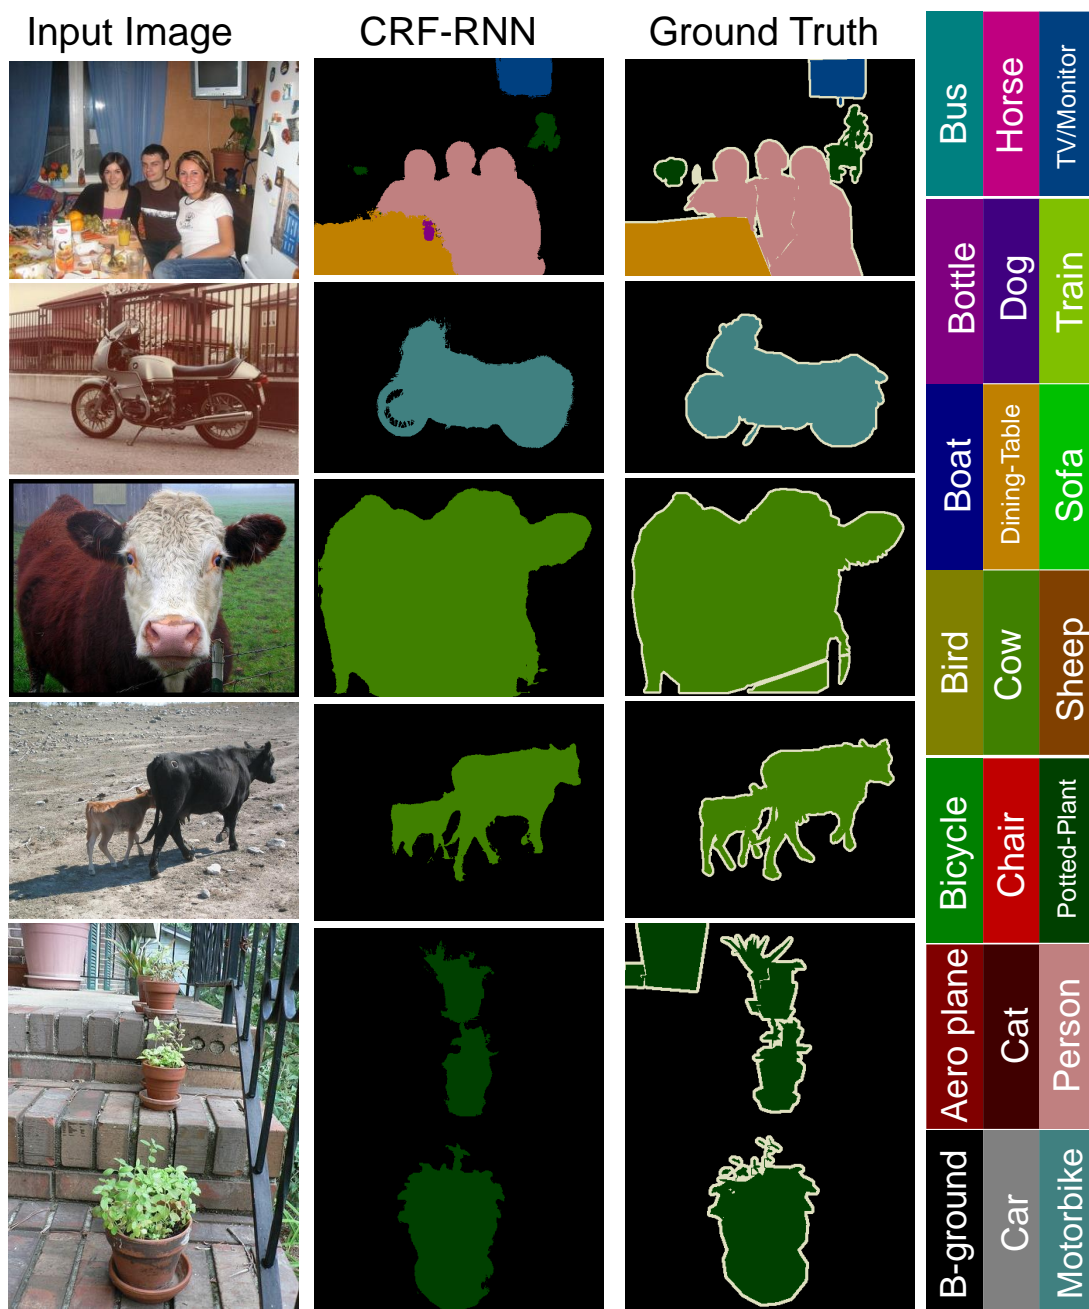 Input Image
CRF-RNN
Ground Truth
Bus
Horse
TV/Monitor
Bottle
Dog
Train
Boat
Dining-Table
Sofa
Bird
Cow
Sheep
Bicycle
Chair
Potted-Plant
Aero plane
Cat
Person
B-ground
Car
Motorbike